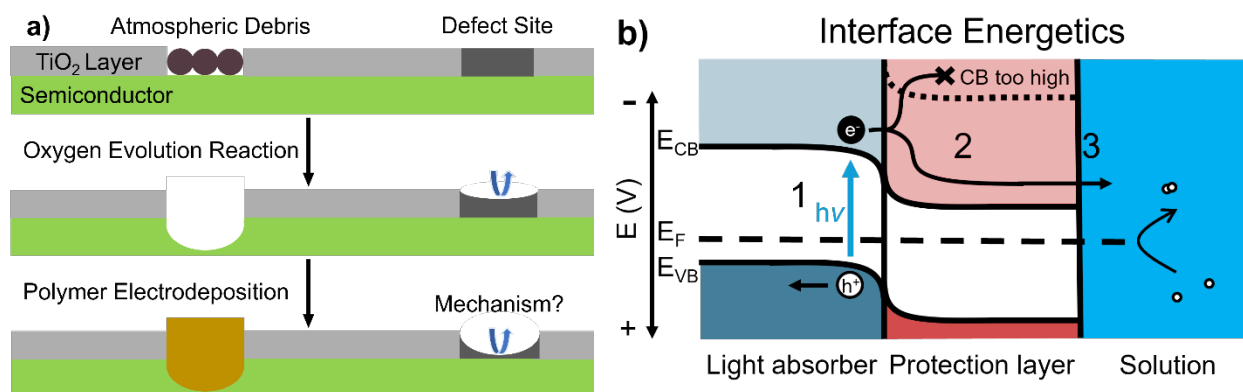 a)
Atmospheric Debris
Defect Site
TiO₂ Layer
Semiconductor
Oxygen Evolution Reaction
Polymer Electrodeposition
Mechanism?
b)
Interface Energetics
CB too high
-
e⁻
2
3
E_CB
1
hν
E (V)
E_F
E_VB
h⁺
+
Light absorber
Protection layer
Solution